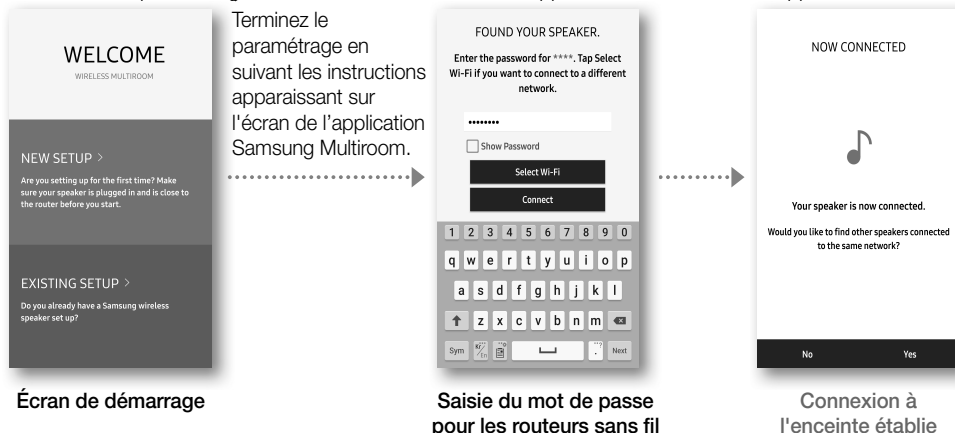 WELCOME
WIRELESS MULTIROOM
NEW SETUP >
Are you setting up for the first time? Make
sure your speaker is plugged in and is close to
the router before you start.
EXISTING SETUP >
Do you already have a Samsung wireless
speaker set up?
Écran de démarrage
Terminez le
paramétrage en
suivant les instructions
apparaissant sur
l'écran de l’application
Samsung Multiroom.
FOUND YOUR SPEAKER.
Enter the password for ****. Tap Select
Wi-Fi if you want to connect to a different
network.
••••••••
Show Password
Select Wi-Fi
Connect
1 2 3 4 5 6 7 8 9 0
q w e r t y u i o p
a s d f g h j k l
z x c v b n m
Sym Kr/En . Next
Saisie du mot de passe
pour les routeurs sans fil
NOW CONNECTED
Your speaker is now connected.
Would you like to find other speakers connected
to the same network?
No Yes
Connexion à
l'enceinte établie